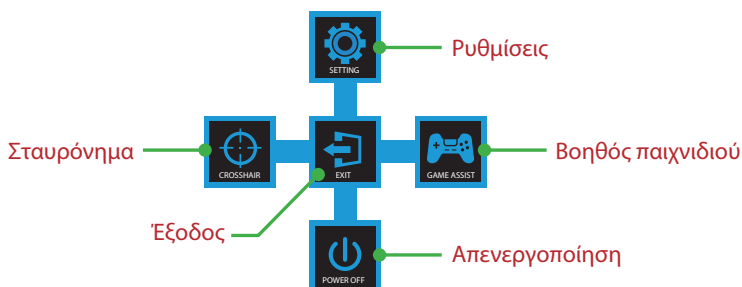 Ρυθμίσεις
SETTING
Σταυρόνημα
CROSSHAIR
EXIT
GAME ASSIST
Βοηθός παιχνιδιού
Έξοδος
Απενεργοποίηση
POWER OFF